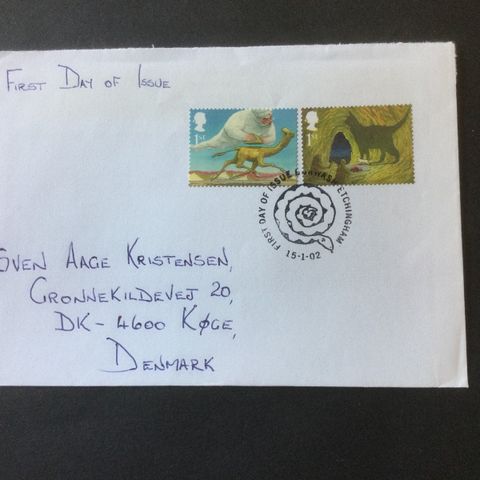 First Day of Issue
1st
1st
FIRST DAY OF ISSUE BURWASH, ETCHINGHAM
15-1-02
Sven Aage Kristensen,
Gronnekildevej 20,
DK - 4600 Køge,
Denmark